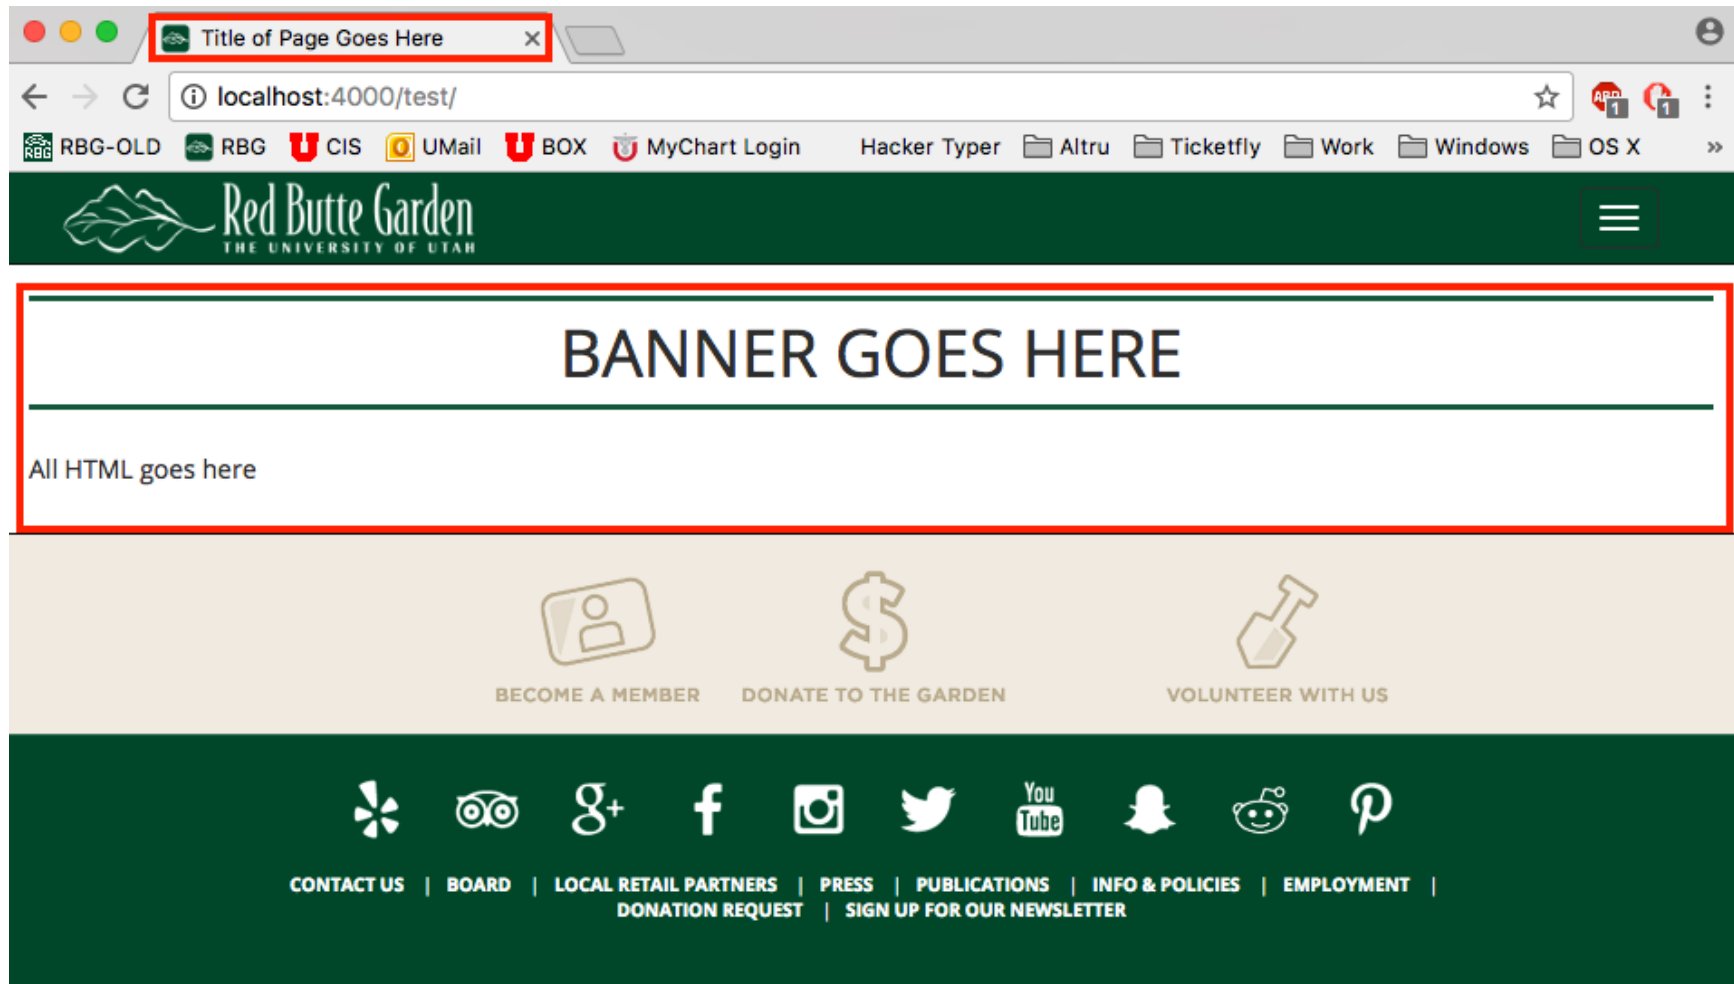 Title of Page Goes Here
localhost:4000/test/
1
1
RBG
RBG-OLD RBG U CIS O UMail U BOX U MyChart Login Hacker Typer Altru Ticketfly Work Windows OS X »
Red Butte Garden
THE UNIVERSITY OF UTAH
BANNER GOES HERE
All HTML goes here
BECOME A MEMBER DONATE TO THE GARDEN VOLUNTEER WITH US
g+ f You Tube
CONTACT US | BOARD | LOCAL RETAIL PARTNERS | PRESS | PUBLICATIONS | INFO & POLICIES | EMPLOYMENT |
DONATION REQUEST | SIGN UP FOR OUR NEWSLETTER